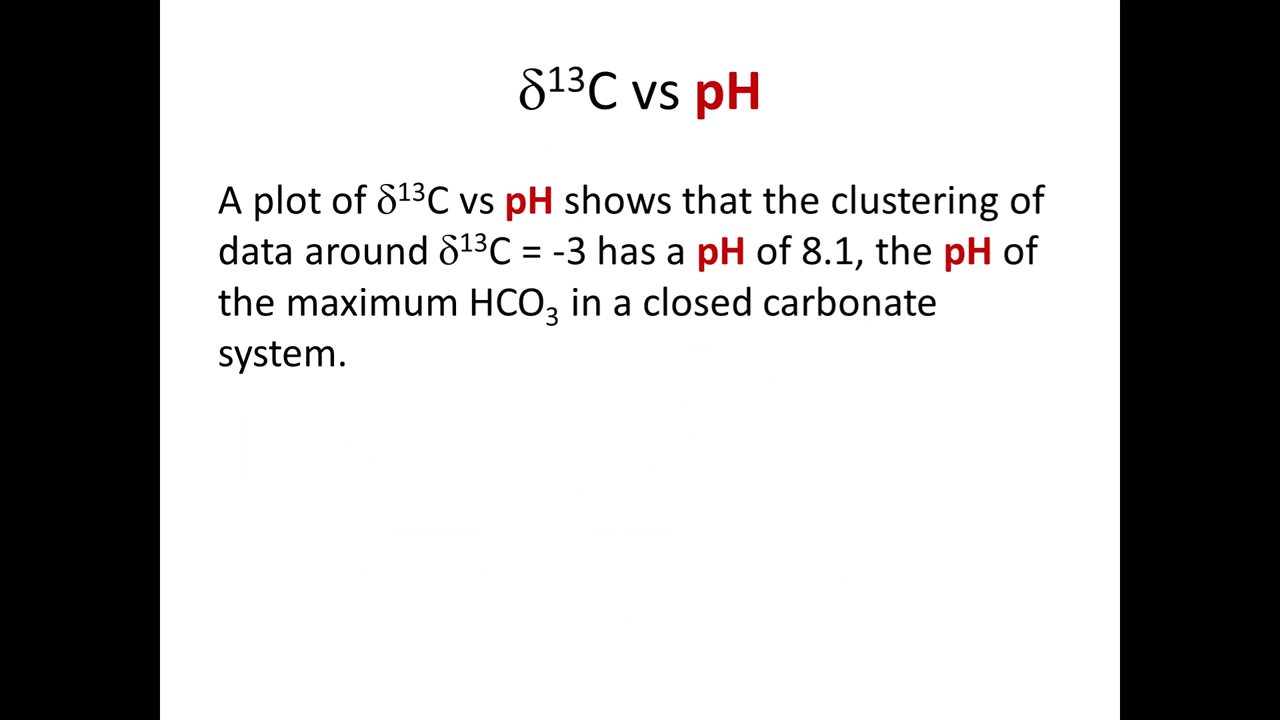 δ¹³C vs pH
A plot of δ¹³C vs pH shows that the clustering of
data around δ¹³C = -3 has a pH of 8.1, the pH of
the maximum HCO₃ in a closed carbonate
system.